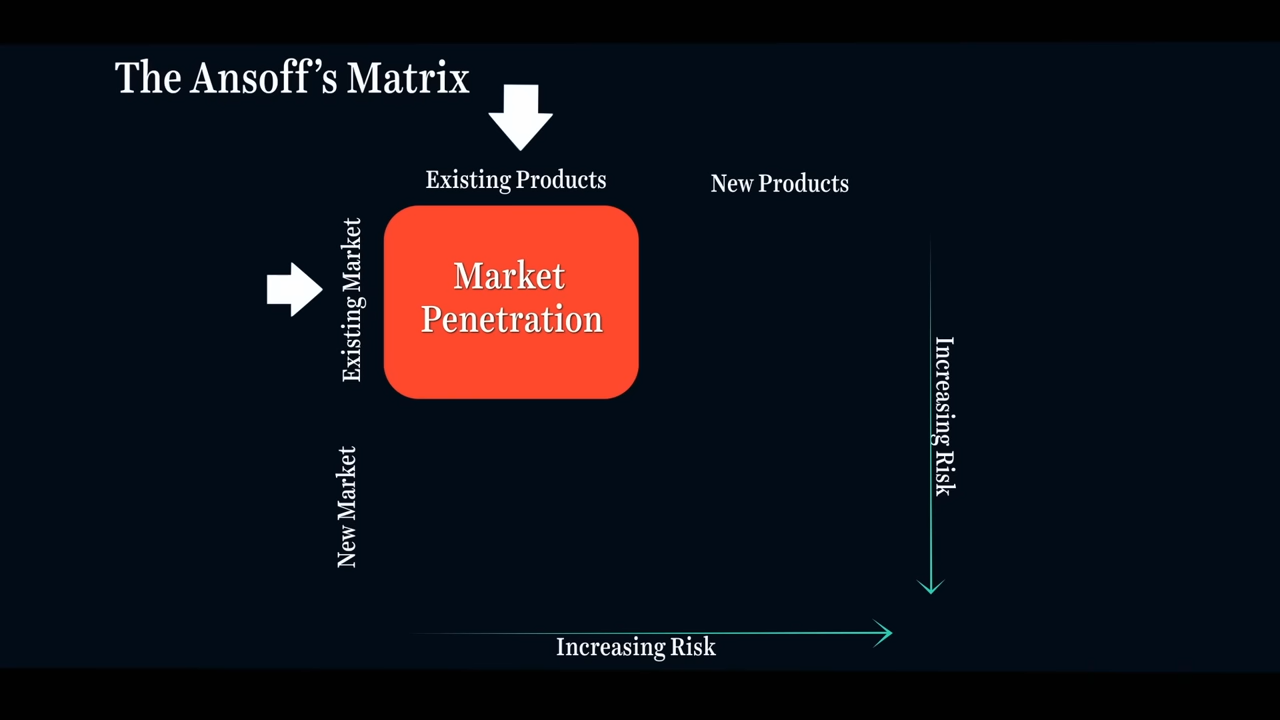 The Ansoff’s Matrix
Existing Products
New Products
Existing Market
Market
Penetration
New Market
Increasing Risk
Increasing Risk